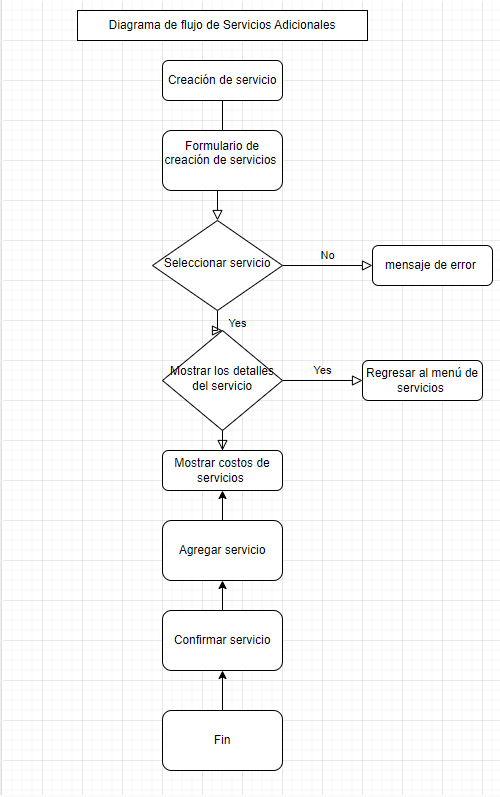 Diagrama de flujo de Servicios Adicionales
Creación de servicio
Formulario de
creación de servicios
Seleccionar servicio
No
mensaje de error
Yes
Mostrar los detalles
del servicio
Yes
Regresar al menú de
servicios
Mostrar costos de
servicios
Agregar servicio
Confirmar servicio
Fin